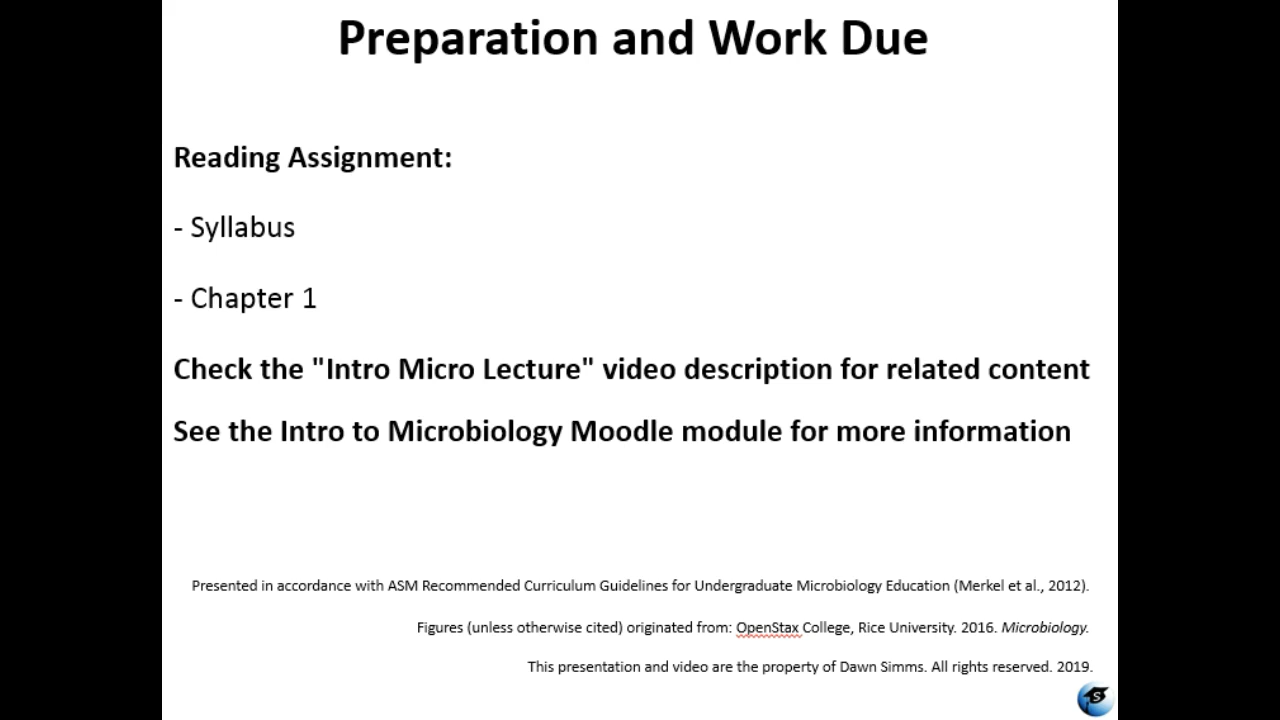 Preparation and Work Due
Reading Assignment:
- Syllabus
- Chapter 1
Check the "Intro Micro Lecture" video description for related content
See the Intro to Microbiology Moodle module for more information
Presented in accordance with ASM Recommended Curriculum Guidelines for Undergraduate Microbiology Education (Merkel et al., 2012).
Figures (unless otherwise cited) originated from: OpenStax College, Rice University. 2016. Microbiology.
This presentation and video are the property of Dawn Simms. All rights reserved. 2019.
S